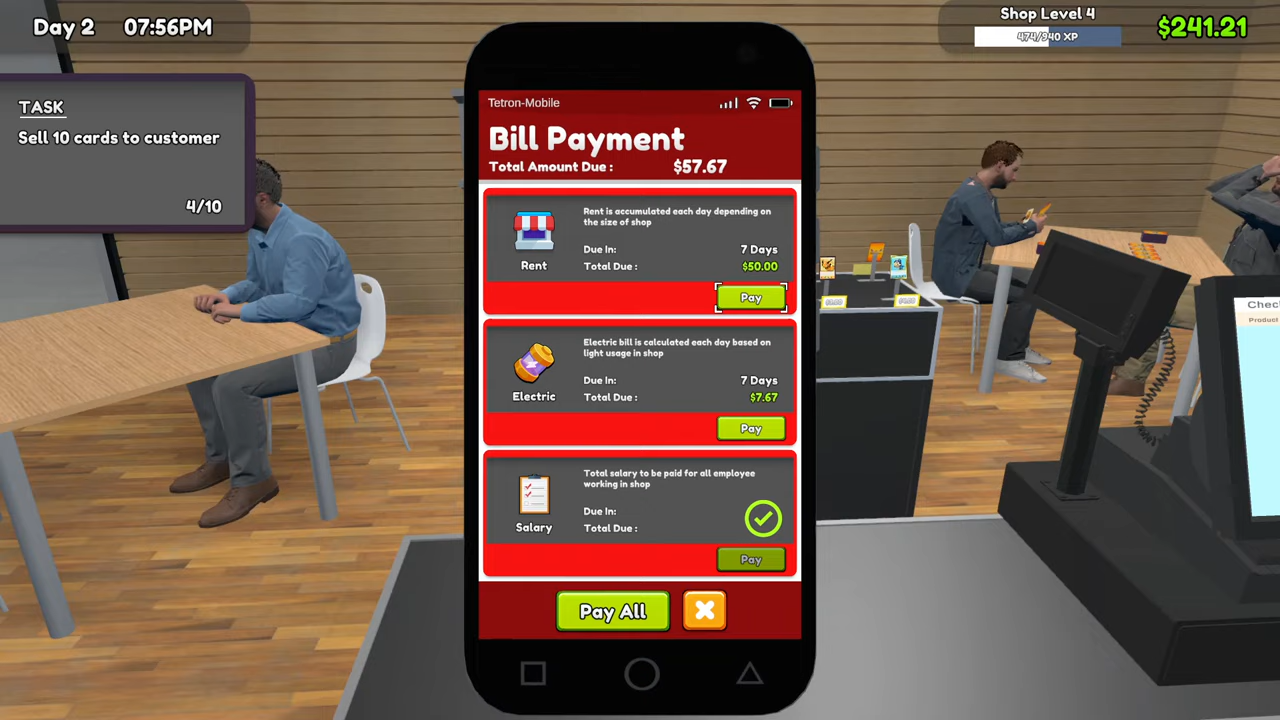 Day 2 07:56PM
Shop Level 4
474/940 XP
$241.21
TASK
Sell 10 cards to customer
4/10
Tetron-Mobile
Bill Payment
Total Amount Due : $57.67
Rent is accumulated each day depending on
the size of shop
Due In: 7 Days
Total Due : $50.00
Rent
Pay
Electric bill is calculated each day based on
light usage in shop
Due In: 7 Days
Total Due : $7.67
Electric
Pay
Total salary to be paid for all employee
working in shop
Due In:
Total Due :
Salary
Pay
Pay All
Chec
Product